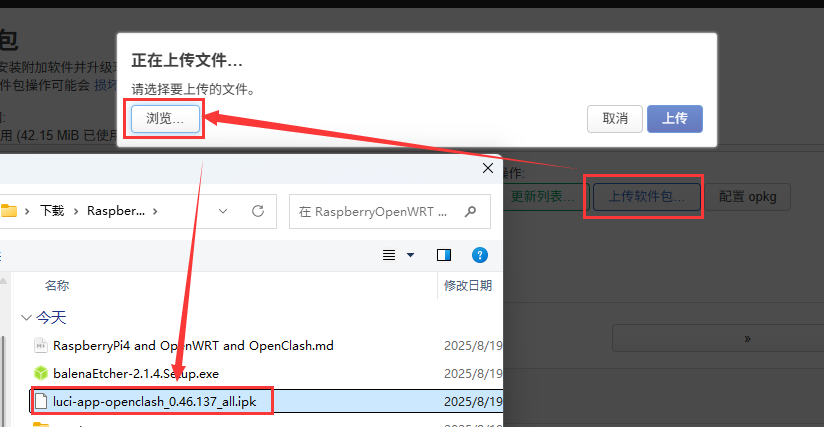 包
安装附加软件并升级
件包操作可能会 损坏
用 (42.15 MiB 已使用
正在上传文件…
请选择要上传的文件。
浏览…
取消
上传
操作:
更新列表…
上传软件包…
配置 opkg
»
下载
Raspber...
在 RaspberryOpenWRT ...
名称
修改日期
今天
RaspberryPi4 and OpenWRT and OpenClash.md
2025/8/19
balenaEtcher-2.1.4.Setup.exe
2025/8/19
luci-app-openclash_0.46.137_all.ipk
2025/8/19